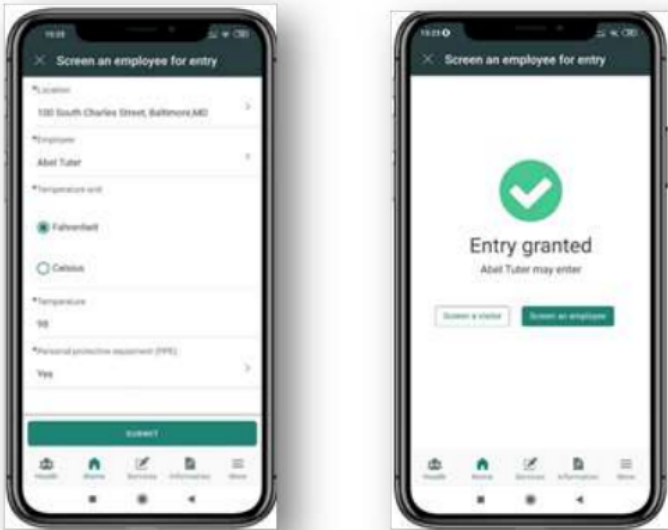 Screen an employee for entry
*Location
100 South Charles Street, Baltimore,MD
*Employee
Abel Tuter
*Temperature unit
Fahrenheit
Celsius
*Temperature
98
*Personal protective equipment (PPE)
Yes
SUBMIT
Health
Home
Services
Information
More
Screen an employee for entry
Entry granted
Abel Tuter may enter
Screen a visitor
Screen an employee
Health
Home
Services
Information
More